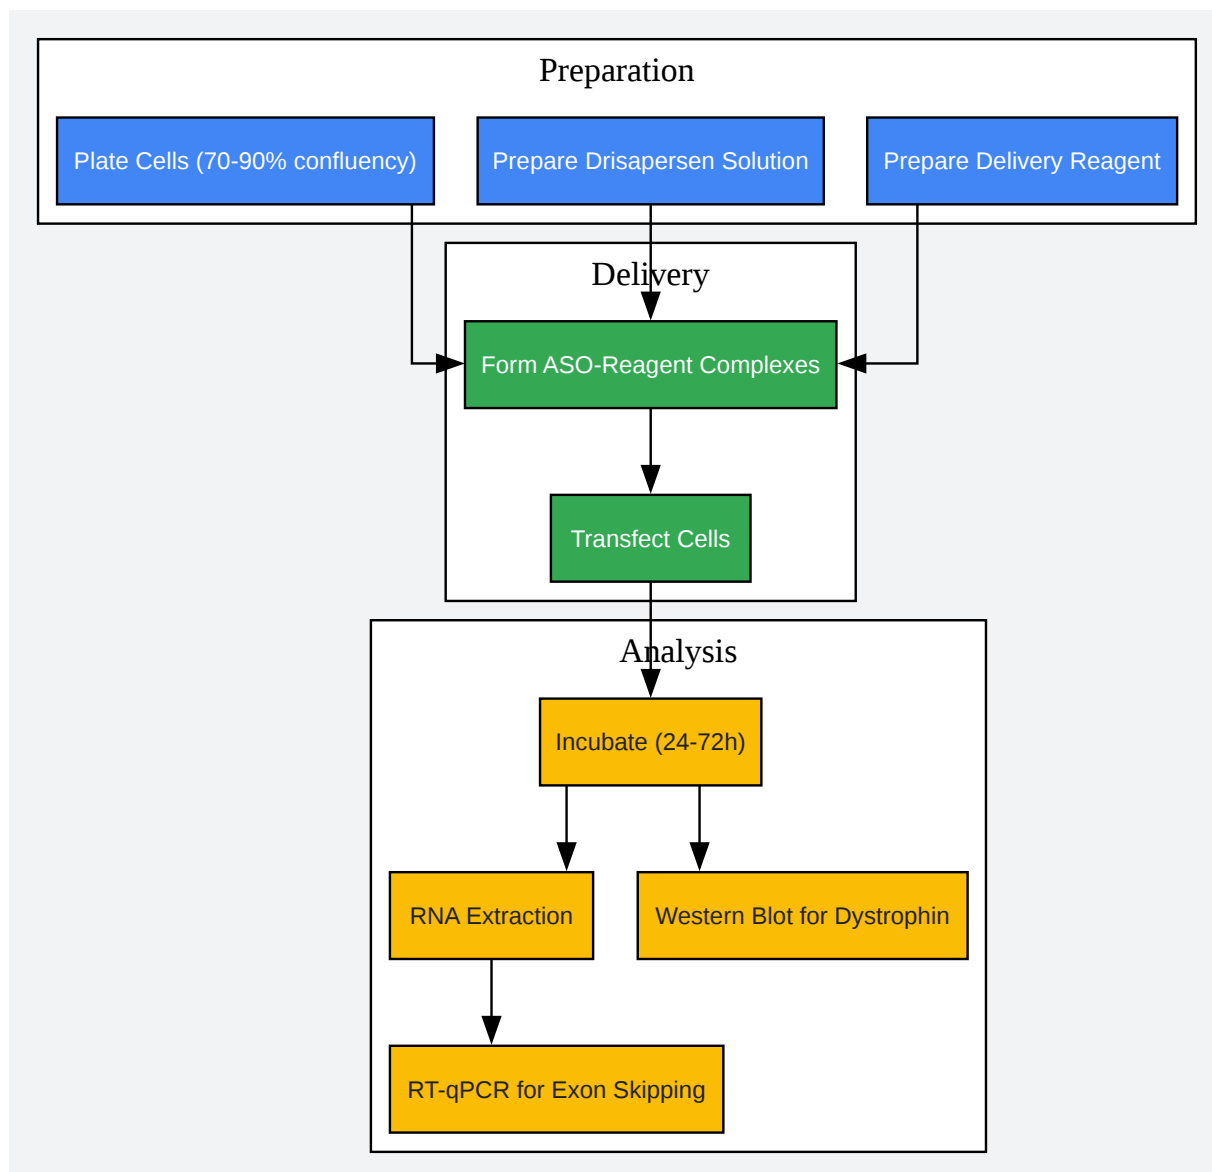 Preparation
Plate Cells (70-90% confluency)
Prepare Drisapersen Solution
Prepare Delivery Reagent
Delivery
Form ASO-Reagent Complexes
Transfect Cells
Analysis
Incubate (24-72h)
RNA Extraction
Western Blot for Dystrophin
RT-qPCR for Exon Skipping